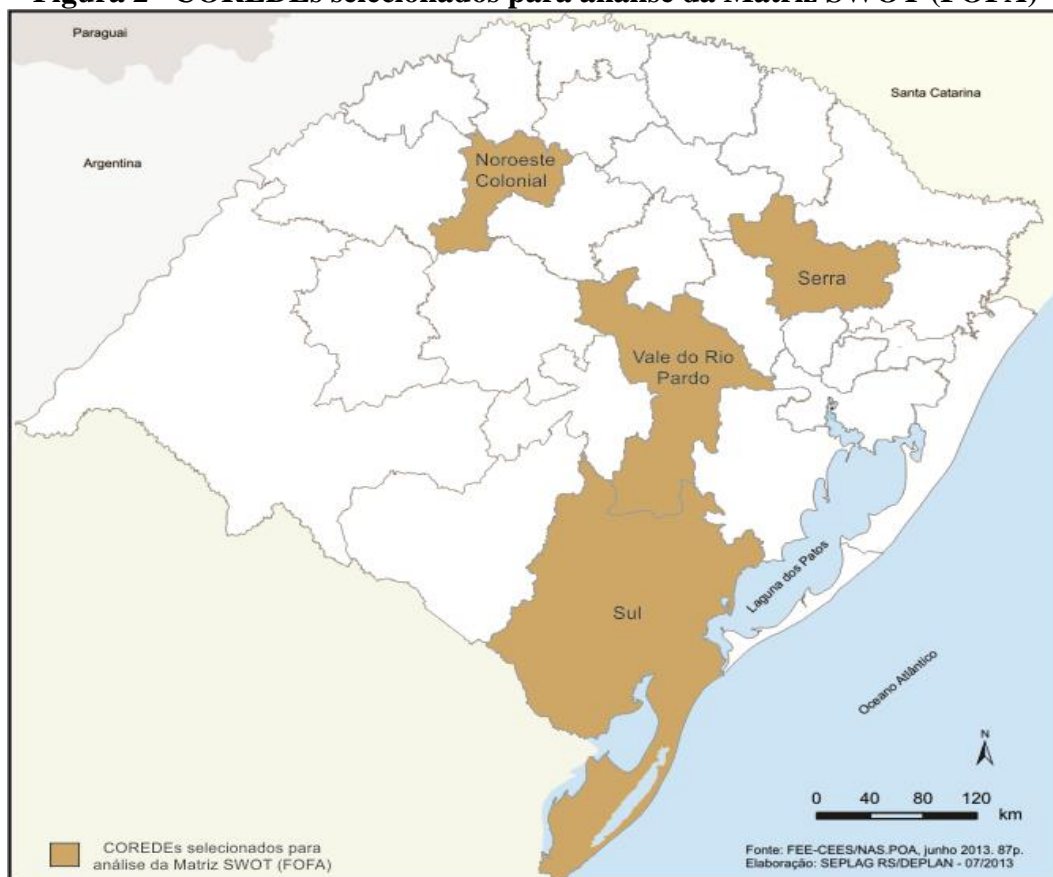 Figura 2 - COREDEs selecionados para análise da Matriz SWOT (FOFA)
Paraguai
Santa Catarina
Argentina
Noroeste
Colonial
Serra
Vale do Rio
Pardo
Sul
Laguna dos Patos
Oceano Atlântico
N
0 40 80 120
km
COREDEs selecionados para
análise da Matriz SWOT (FOFA)
Fonte: FEE-CEES/NAS.POA, junho 2013. 87p.
Elaboração: SEPLAG RS/DEPLAN - 07/2013